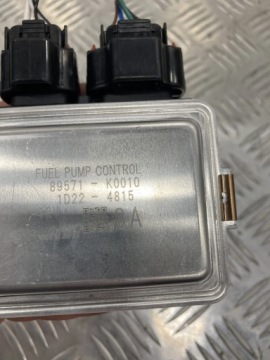 FUEL PUMP CONTROL
89571 - K0010
1D22 - 4815